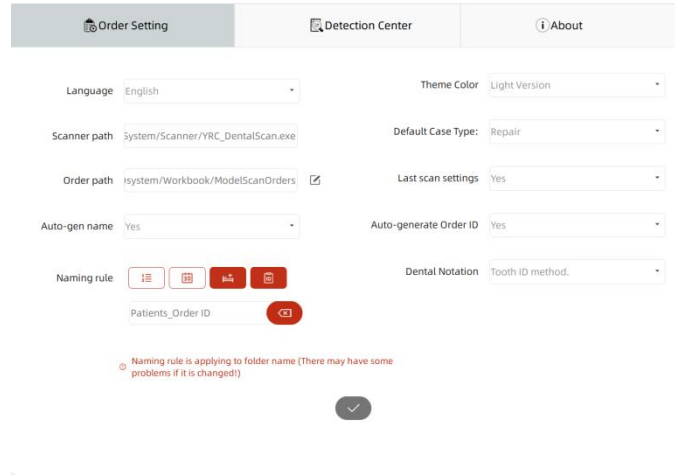 Order Setting
Detection Center
About
Language English
Theme Color Light Version
Scanner path System/Scanner/YRC_DentalScan.exe
Default Case Type: Repair
Order path system/Workbook/ModelScanOrders
Last scan settings Yes
Auto-gen name Yes
Auto-generate Order ID Yes
Naming rule
Dental Notation Tooth ID method.
Patients_Order ID
Naming rule is applying to folder name (There may have some
problems if it is changed!)